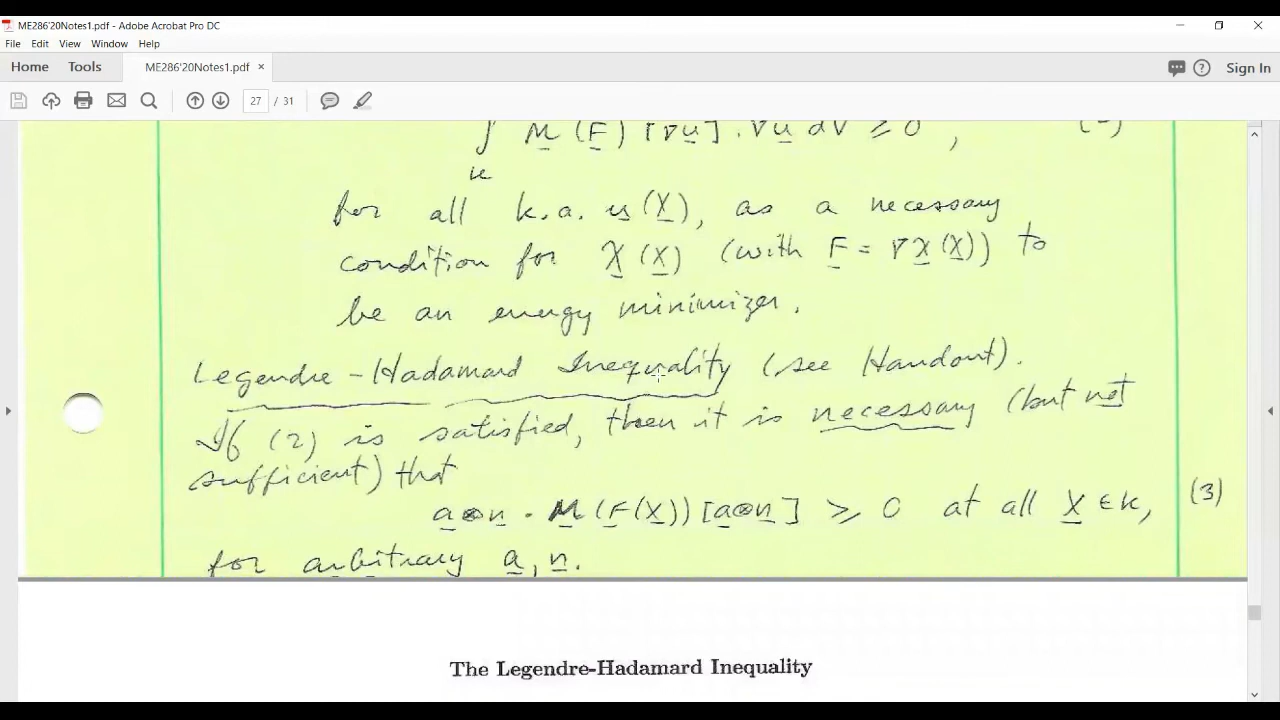 ME286'20Notes1.pdf - Adobe Acrobat Pro DC
File Edit View Window Help
Home Tools ME286'20Notes1.pdf × Sign In
27 / 31
∫ M (F) [∇u] · ∇u dV ≥ 0,
κ
for all k.a. u(X), as a necessary
condition for χ(X) (with F = ∇χ(X)) to
be an energy minimizer.
Legendre-Hadamard Inequality (see Handout).
If (2) is satisfied, then it is necessary (but not
sufficient) that
a⊗n · M(F(X))[a⊗n] ≥ 0 at all X ∈ κ, (3)
for arbitrary a, n.
The Legendre-Hadamard Inequality